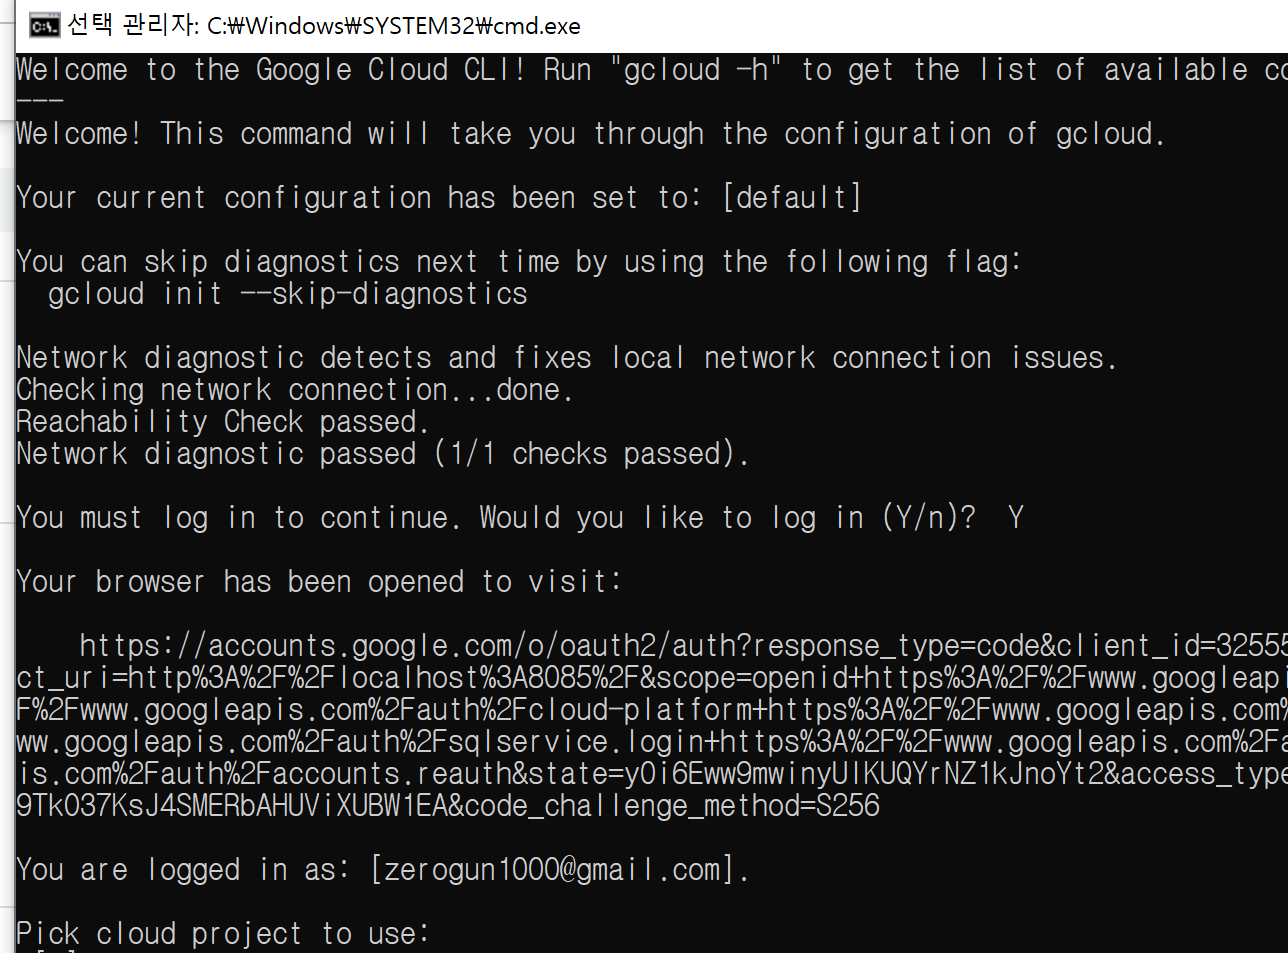 선택 관리자: C:₩Windows₩SYSTEM32₩cmd.exe
Welcome to the Google Cloud CLI! Run "gcloud -h" to get the list of available
---
Welcome! This command will take you through the configuration of gcloud.
Your current configuration has been set to: [default]
You can skip diagnostics next time by using the following flag:
gcloud init --skip-diagnostics
Network diagnostic detects and fixes local network connection issues.
Checking network connection...done.
Reachability Check passed.
Network diagnostic passed (1/1 checks passed).
You must log in to continue. Would you like to log in (Y/n)?  Y
Your browser has been opened to visit:
https://accounts.google.com/o/oauth2/auth?response_type=code&client_id=32555
ct_uri=http%3A%2F%2Flocalhost%3A8085%2F&scope=openid+https%3A%2F%2Fwww.googleapi
F%2Fwww.googleapis.com%2Fauth%2Fcloud-platform+https%3A%2F%2Fwww.googleapis.com%
ww.googleapis.com%2Fauth%2Fsqlservice.login+https%3A%2F%2Fwww.googleapis.com%2Fa
is.com%2Fauth%2Faccounts.reauth&state=y0i6Eww9mwinyUlKUQYrNZ1kJnoYt2&access_type
9Tk037KsJ4SMERbAHUViXUBW1EA&code_challenge_method=S256
You are logged in as: [zerogun1000@gmail.com].
Pick cloud project to use: